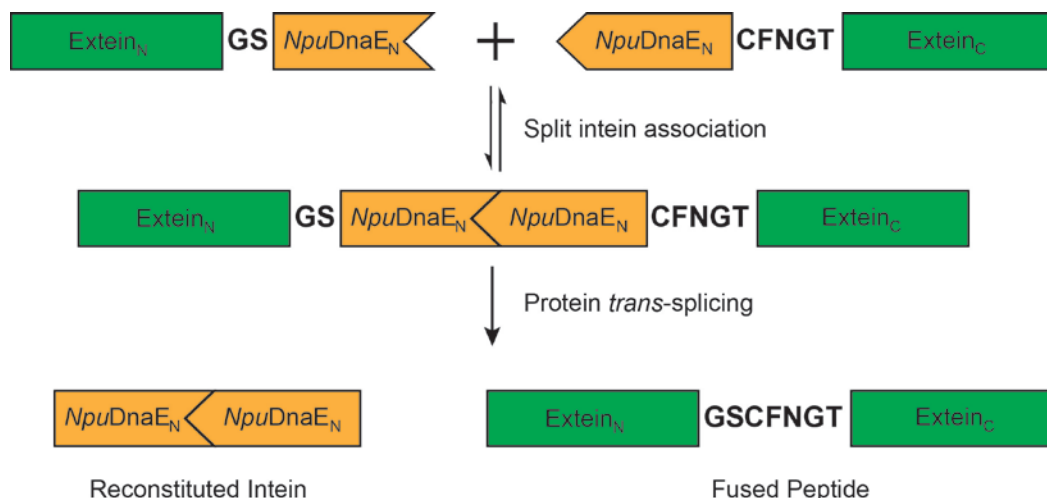 Extein_N GS NpuDnaE_N + NpuDnaE_N CFNGT Extein_C
Split intein association
Extein_N GS NpuDnaE_N NpuDnaE_N CFNGT Extein_C
Protein trans-splicing
NpuDnaE_N NpuDnaE_N Extein_N GSCFNGT Extein_C
Reconstituted Intein Fused Peptide